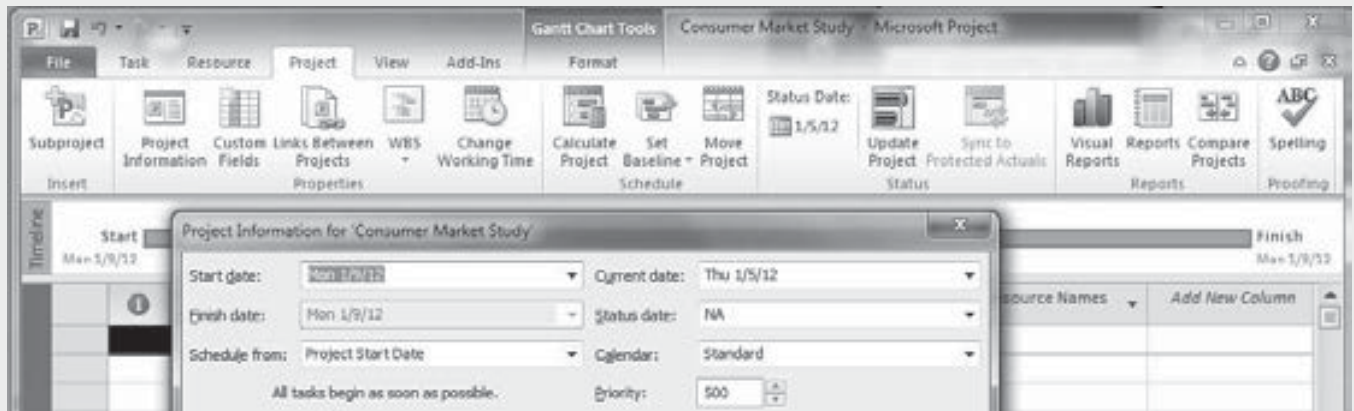 Gantt Chart Tools Consumer Market Study - Microsoft Project
File Task Resource Project View Add-Ins Format
Subproject Project Information Custom Fields Links Between Projects WBS Change Working Time Calculate Project Set Baseline Move Project Status Date: 1/5/12 Update Project Sync to Protected Actuals Visual Reports Reports Compare Projects ABC Spelling
Insert Properties Schedule Status Reports Proofing
Timeline
Start
Mon 1/9/12
Finish
Mon 1/9/12
Project Information for 'Consumer Market Study'
Start date: Mon 1/9/12 Current date: Thu 1/5/12
Finish date: Mon 1/9/12 Status date: NA
Schedule from: Project Start Date Calendar: Standard
All tasks begin as soon as possible. Priority: 500
source Names Add New Column